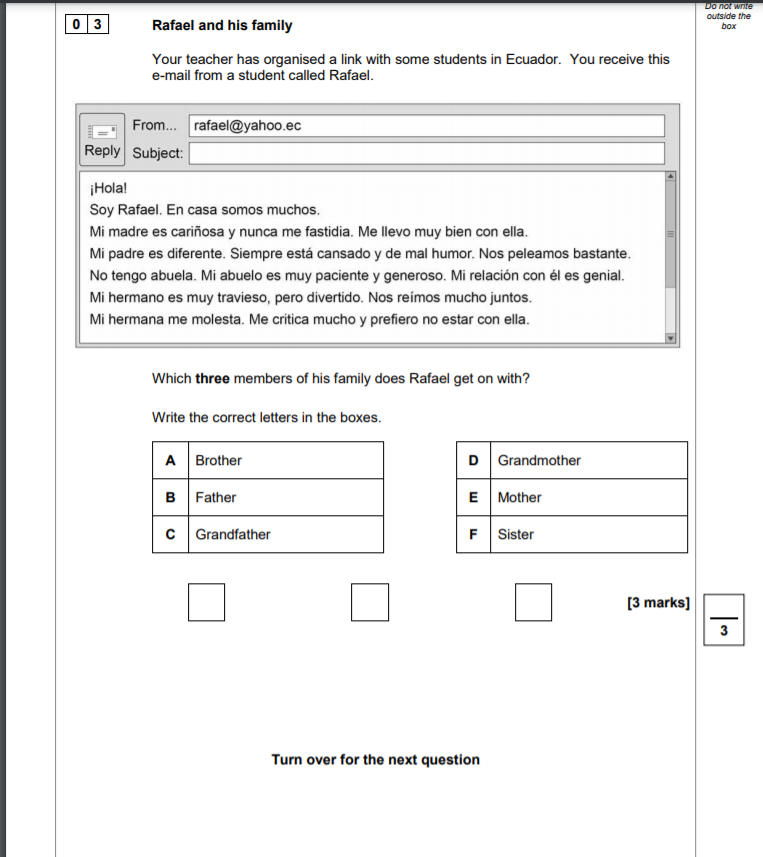 Do not write
outside the
box
0 3 Rafael and his family
Your teacher has organised a link with some students in Ecuador. You receive this
e-mail from a student called Rafael.
From... rafael@yahoo.ec
Reply Subject:
¡Hola!
Soy Rafael. En casa somos muchos.
Mi madre es cariñosa y nunca me fastidia. Me llevo muy bien con ella.
Mi padre es diferente. Siempre está cansado y de mal humor. Nos peleamos bastante.
No tengo abuela. Mi abuelo es muy paciente y generoso. Mi relación con él es genial.
Mi hermano es muy travieso, pero divertido. Nos reímos mucho juntos.
Mi hermana me molesta. Me critica mucho y prefiero no estar con ella.
Which three members of his family does Rafael get on with?
Write the correct letters in the boxes.
A Brother
B Father
C Grandfather
D Grandmother
E Mother
F Sister
[3 marks]
3
Turn over for the next question